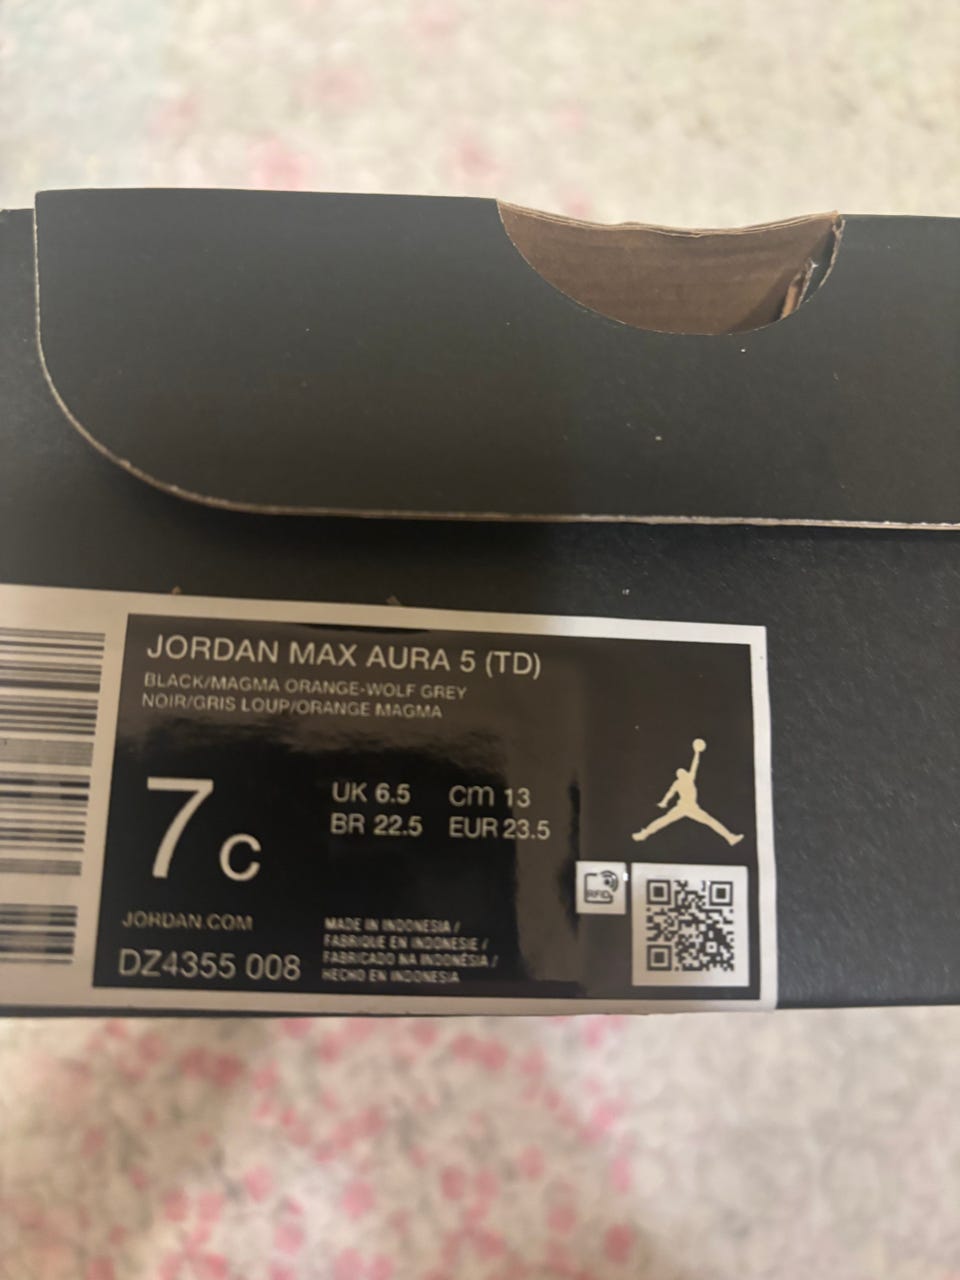 JORDAN MAX AURA 5 (TD)
BLACK/MAGMA ORANGE-WOLF GREY
NOIR/GRIS LOUP/ORANGE MAGMA
7c
UK 6.5 cm 13
BR 22.5 EUR 23.5
RFID
JORDAN.COM
DZ4355 008
MADE IN INDONESIA /
FABRIQUE EN INDONESIE /
FABRICADO NA INDONÉSIA /
HECHO EN INDONESIA